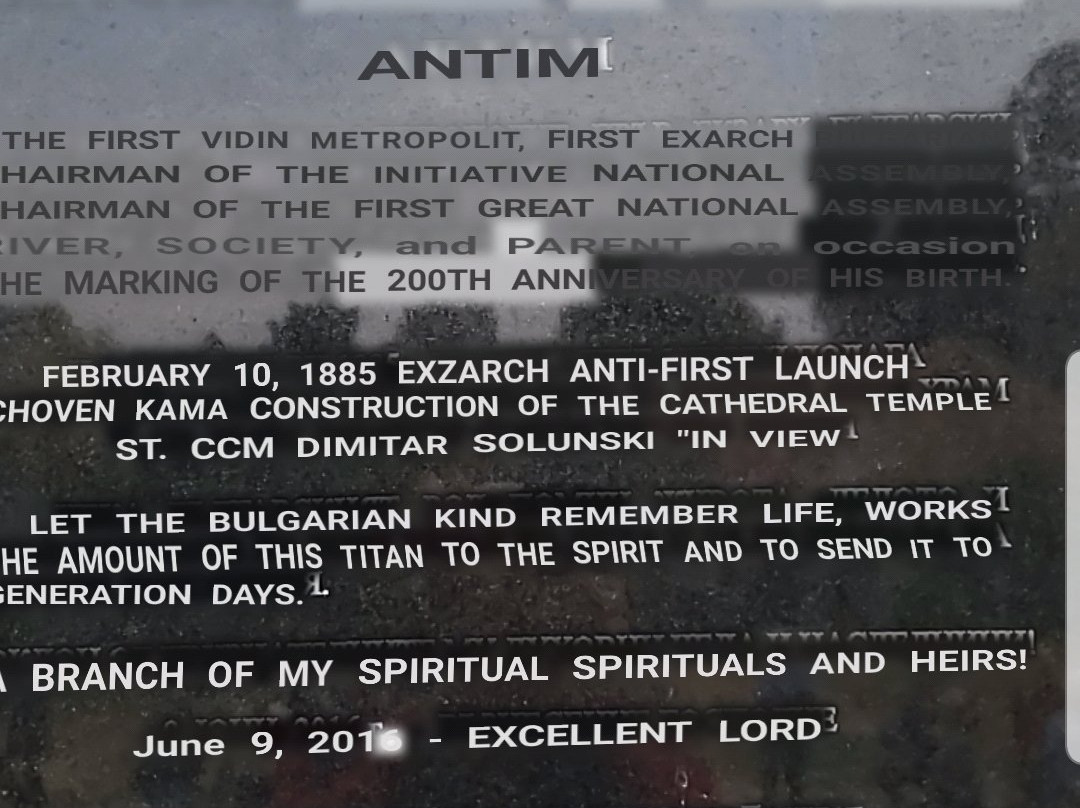 ANTIM
THE FIRST VIDIN METROPOLIT, FIRST EXARCH
HAIRMAN OF THE INITIATIVE NATIONAL ASSEMBLY,
HAIRMAN OF THE FIRST GREAT NATIONAL ASSEMBLY,
RIVER, SOCIETY, and PARENT on occasion
HE MARKING OF THE 200TH ANNIVERSARY OF HIS BIRTH.
FEBRUARY 10, 1885 EXZARCH ANTI-FIRST LAUNCH
CHOVEN KAMA CONSTRUCTION OF THE CATHEDRAL TEMPLE
ST. CCM DIMITAR SOLUNSKI "IN VIEW
LET THE BULGARIAN KIND REMEMBER LIFE, WORKS
HE AMOUNT OF THIS TITAN TO THE SPIRIT AND TO SEND IT TO
GENERATION DAYS.
A BRANCH OF MY SPIRITUAL SPIRITUALS AND HEIRS!
June 9, 2016 - EXCELLENT LORD